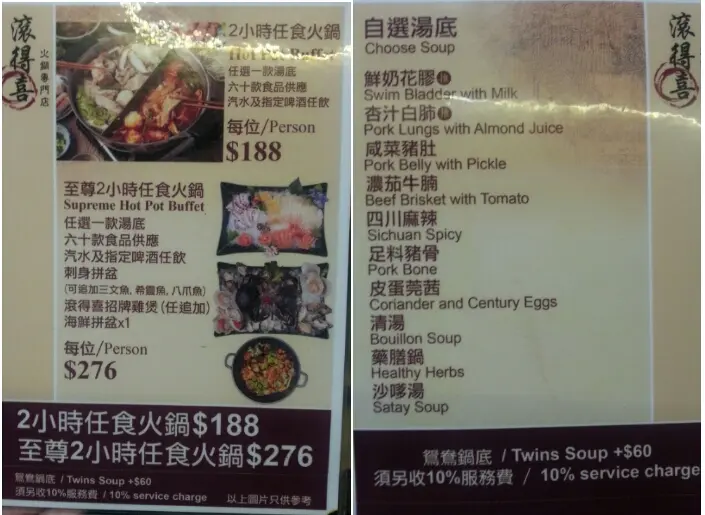 滾得喜
火鍋專門店
2小時任食火鍋
Hot Pot Buffet
任選一款湯底
六十款食品供應
汽水及指定啤酒任飲
每位/Person
$188
至尊2小時任食火鍋
Supreme Hot Pot Buffet
任選一款湯底
六十款食品供應
汽水及指定啤酒任飲
刺身拼盆
(可追加三文魚, 希靈魚, 八爪魚)
滾得喜招牌雞煲(任追加)
海鮮拼盆x1
每位/Person
$276
2小時任食火鍋$188
至尊2小時任食火鍋$276
鴛鴦鍋底 / Twins Soup +$60
須另收10%服務費 / 10% service charge 以上圖片只供參考
自選湯底
Choose Soup
滾得喜
鮮奶花膠
Swim Bladder with Milk
杏汁白肺
Pork Lungs with Almond Juice
咸菜豬肚
Pork Belly with Pickle
濃茄牛腩
Beef Brisket with Tomato
四川麻辣
Sichuan Spicy
足料豬骨
Pork Bone
皮蛋莞茜
Coriander and Century Eggs
清湯
Bouillon Soup
藥膳鍋
Healthy Herbs
沙嗲湯
Satay Soup
鴛鴦鍋底 / Twins Soup +$60
須另收10%服務費 / 10% service charge